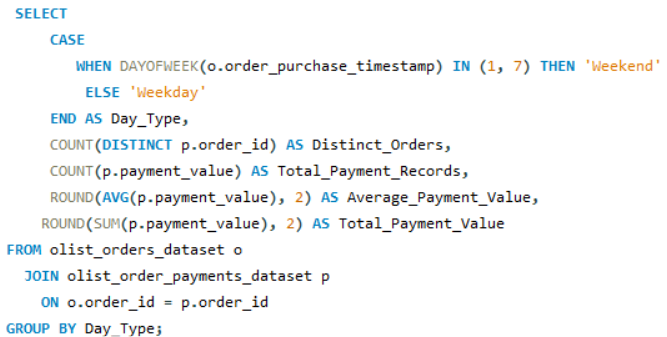 SELECT
CASE
WHEN DAYOFWEEK(o.order_purchase_timestamp) IN (1, 7) THEN 'Weekend'
ELSE 'Weekday'
END AS Day_Type,
COUNT(DISTINCT p.order_id) AS Distinct_Orders,
COUNT(p.payment_value) AS Total_Payment_Records,
ROUND(AVG(p.payment_value), 2) AS Average_Payment_Value,
ROUND(SUM(p.payment_value), 2) AS Total_Payment_Value
FROM olist_orders_dataset o
JOIN olist_order_payments_dataset p
ON o.order_id = p.order_id
GROUP BY Day_Type;